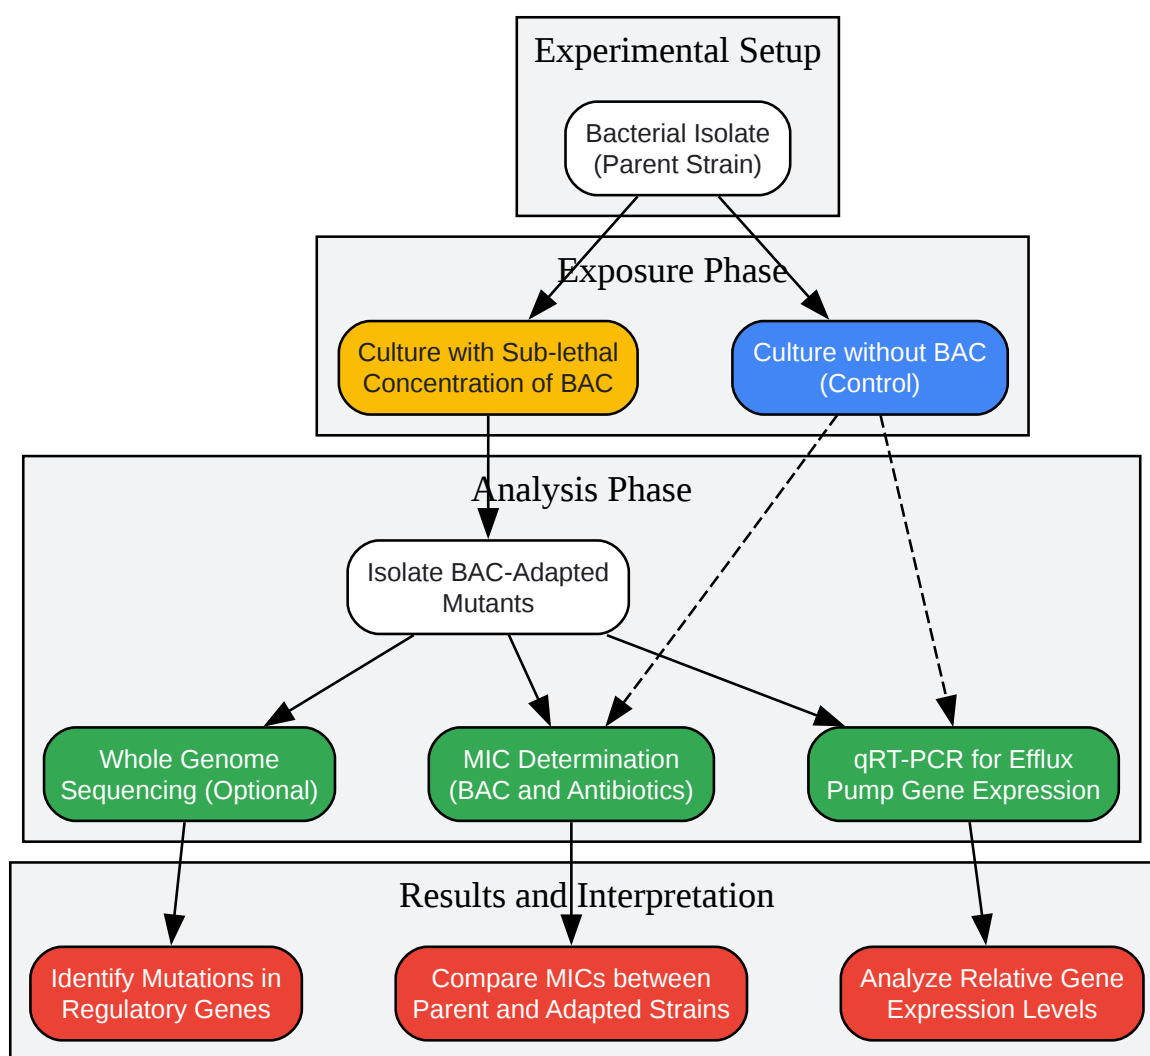 Experimental Setup
Bacterial Isolate
(Parent Strain)
Exposure Phase
Culture with Sub-lethal
Concentration of BAC
Culture without BAC
(Control)
Analysis Phase
Isolate BAC-Adapted
Mutants
Whole Genome
Sequencing (Optional)
MIC Determination
(BAC and Antibiotics)
qRT-PCR for Efflux
Pump Gene Expression
Results and Interpretation
Identify Mutations in
Regulatory Genes
Compare MICs between
Parent and Adapted Strains
Analyze Relative Gene
Expression Levels